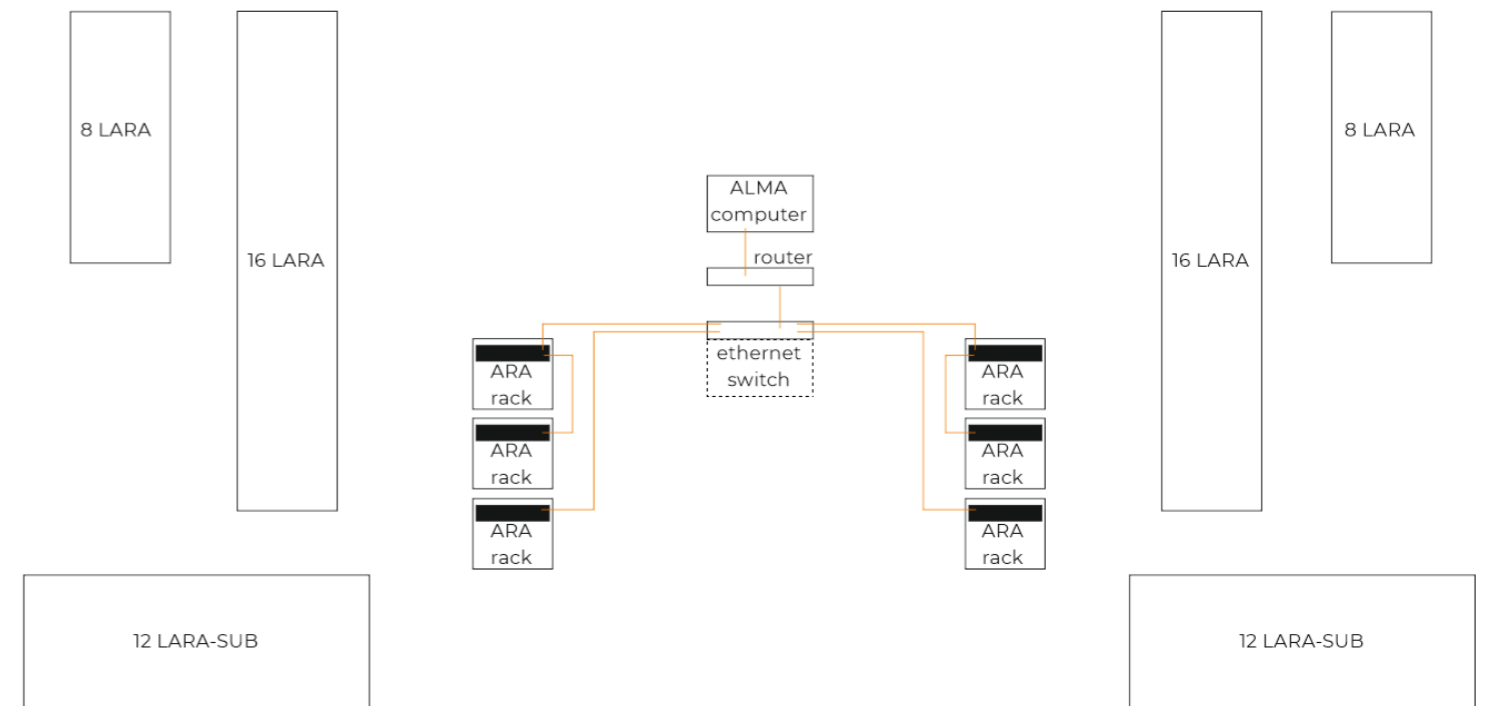 8 LARA
16 LARA
ALMA
computer
router
ethernet
switch
ARA
rack
ARA
rack
ARA
rack
ARA
rack
ARA
rack
ARA
rack
16 LARA
8 LARA
12 LARA-SUB
12 LARA-SUB